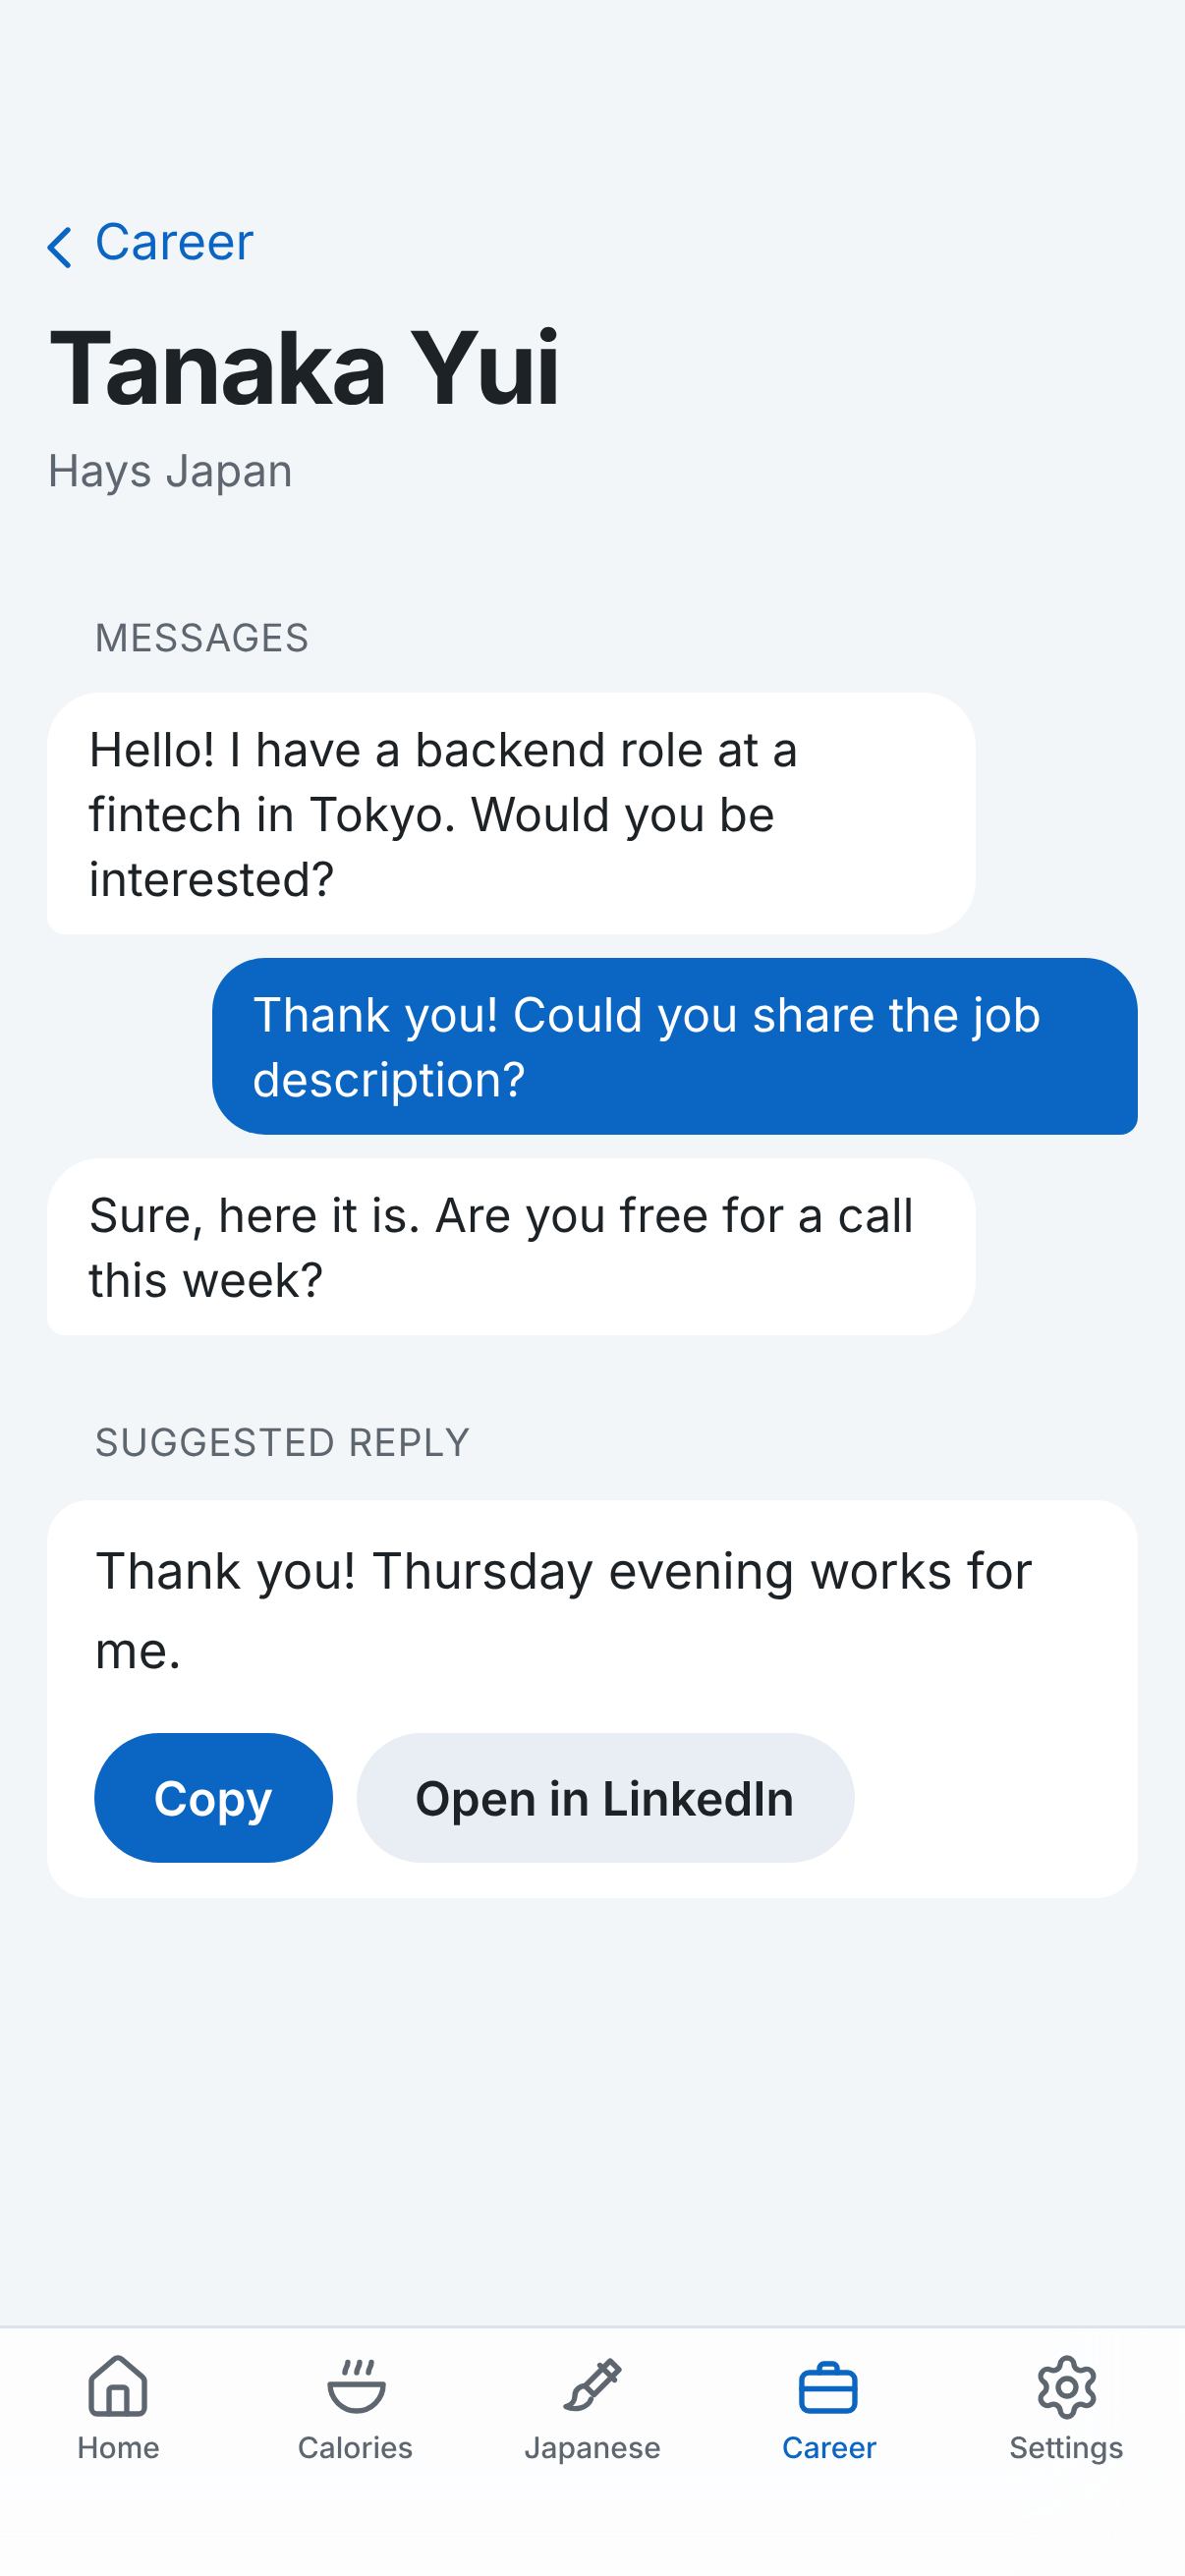 Career
Tanaka Yui
Hays Japan
MESSAGES
Hello! I have a backend role at a
fintech in Tokyo. Would you be
interested?
Thank you! Could you share the job
description?
Sure, here it is. Are you free for a call
this week?
SUGGESTED REPLY
Thank you! Thursday evening works for
me.
Copy
Open in LinkedIn
Home
Calories
Japanese
Career
Settings